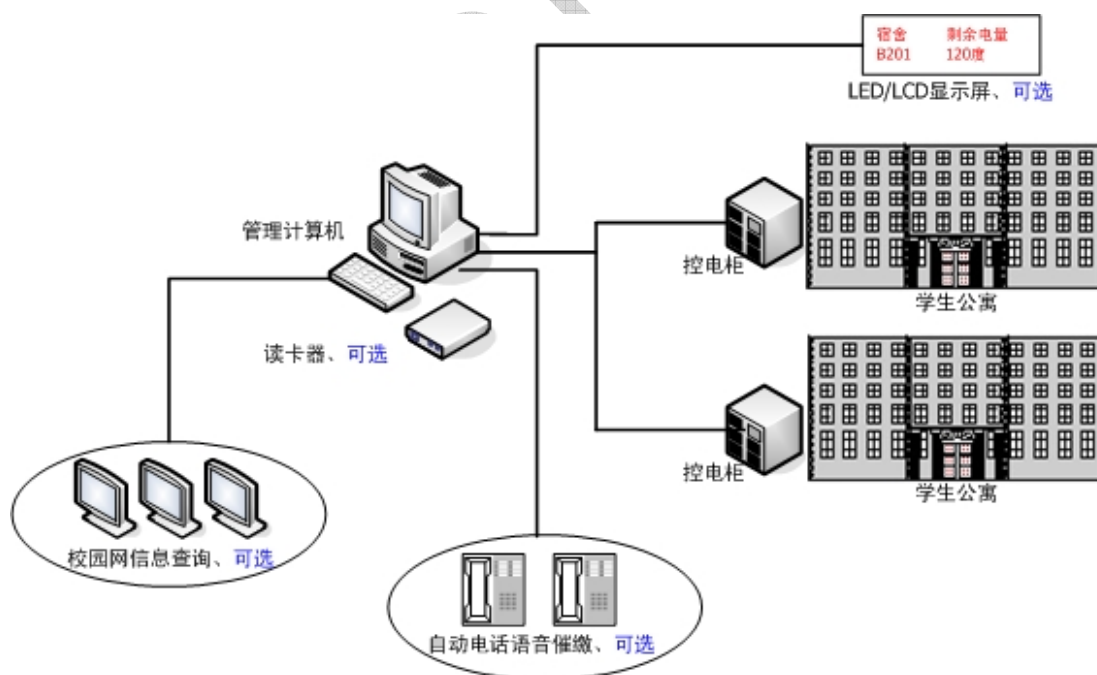 宿舍 剩余电量
B201 120度
LED/LCD显示屏、可选
管理计算机
控电柜
学生公寓
读卡器、可选
控电柜
学生公寓
校园网信息查询、可选
自动电话语音催缴、可选